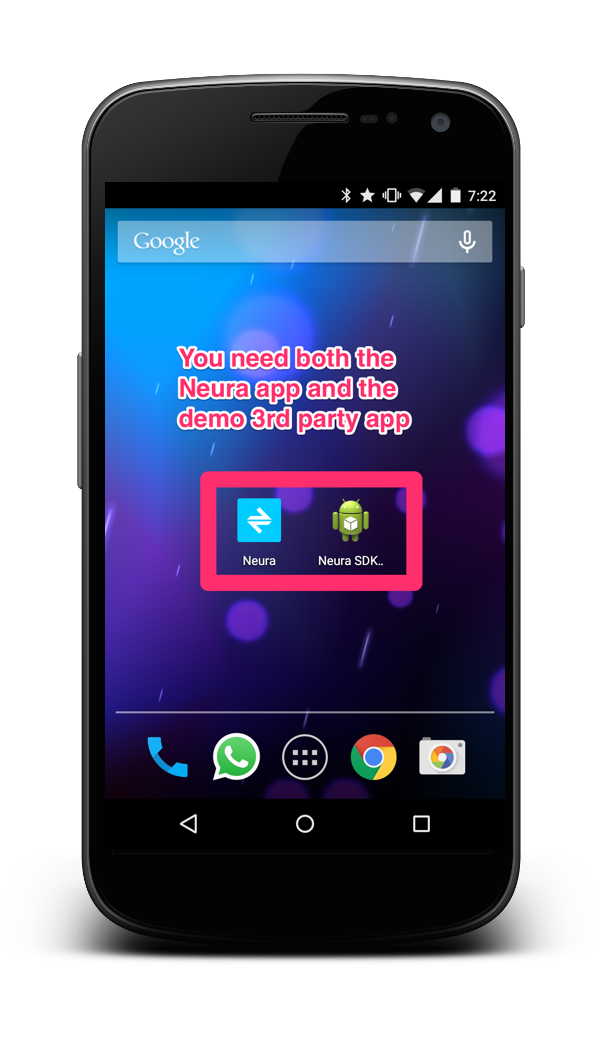 7:22
Google
You need both the
Neura app and the
demo 3rd party app
Neura
Neura SDK..